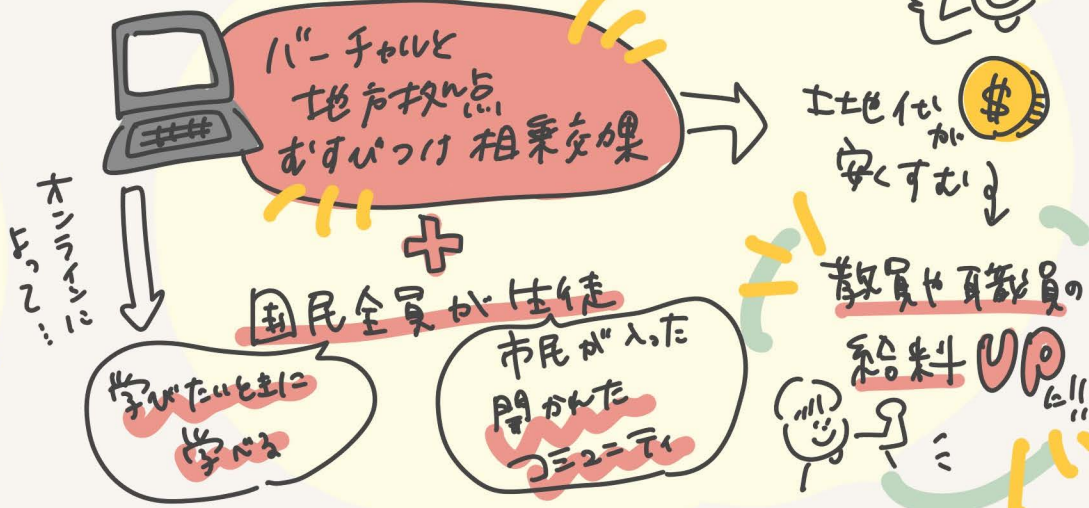 バーチャルと
地方拠点
むすびつけ 相乗効果
土地代が
安くすむ
オンラインに
よって…
+
国民全員が生徒
教員や職員の
給料UPに!!
学びたいときに
学べる
市民が入った
開かれた
コミュニティ
$